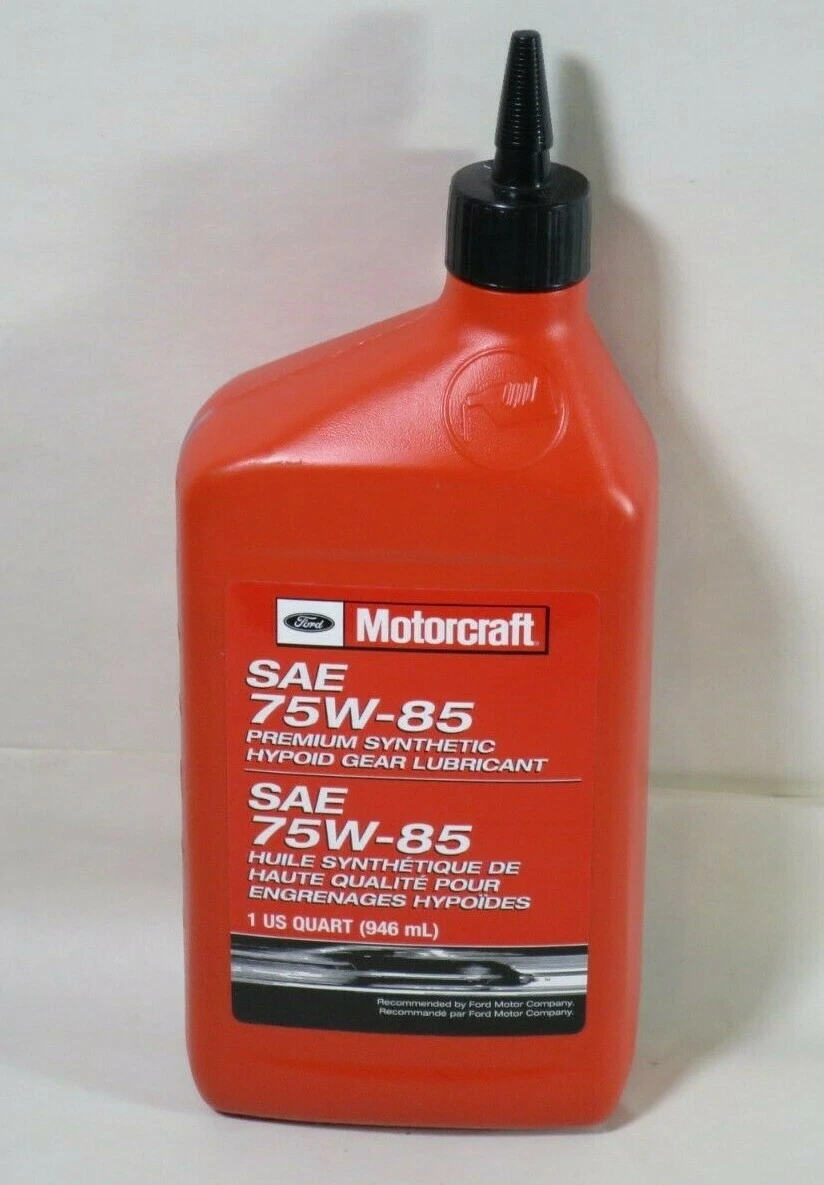 Ford Motorcraft
SAE
75W-85
PREMIUM SYNTHETIC
HYPOID GEAR LUBRICANT
SAE
75W-85
HUILE SYNTHÉTIQUE DE
HAUTE QUALITÉ POUR
ENGRENAGES HYPOÏDES
1 US QUART (946 mL)
Recommended by Ford Motor Company.
Recommandé par Ford Motor Company.